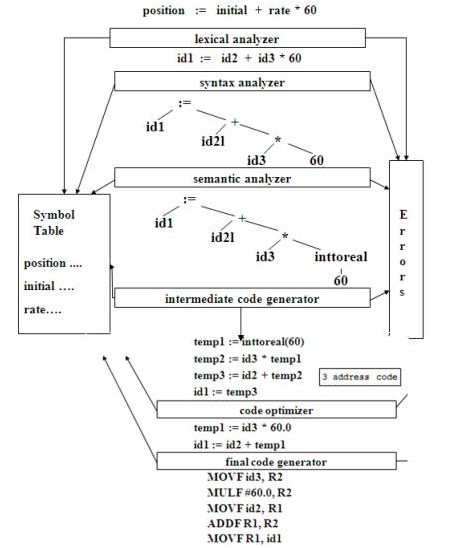 position := initial + rate * 60
lexical analyzer
id1 := id2 + id3 * 60
syntax analyzer
:=
id1 +
id2l *
id3 60
semantic analyzer
:=
id1 +
id2l *
id3 inttoreal
60
Symbol
Table
position ....
initial ….
rate….
E
r
r
o
r
s
intermediate code generator
temp1 := inttoreal(60)
temp2 := id3 * temp1
temp3 := id2 + temp2
id1 := temp3
3 address code
code optimizer
temp1 := id3 * 60.0
id1 := id2 + temp1
final code generator
MOVF id3, R2
MULF #60.0, R2
MOVF id2, R1
ADDF R1, R2
MOVF R1, id1